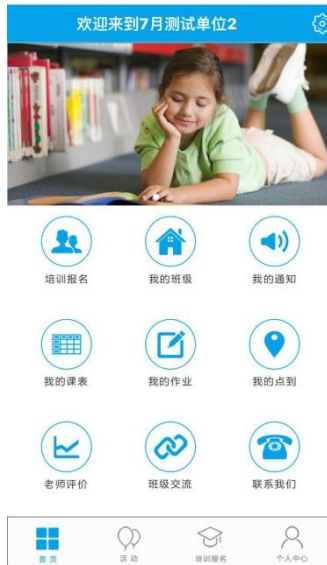 欢迎来到7月测试单位2
培训报名 我的班级 我的通知
我的课表 我的作业 我的点到
老师评价 班级交流 联系我们
首页 活动 培训报名 个人中心